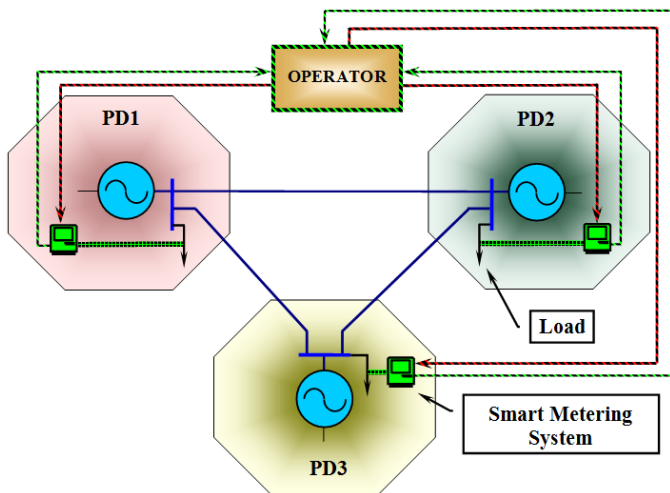 OPERATOR
PD1
PD2
Load
Smart Metering
System
PD3